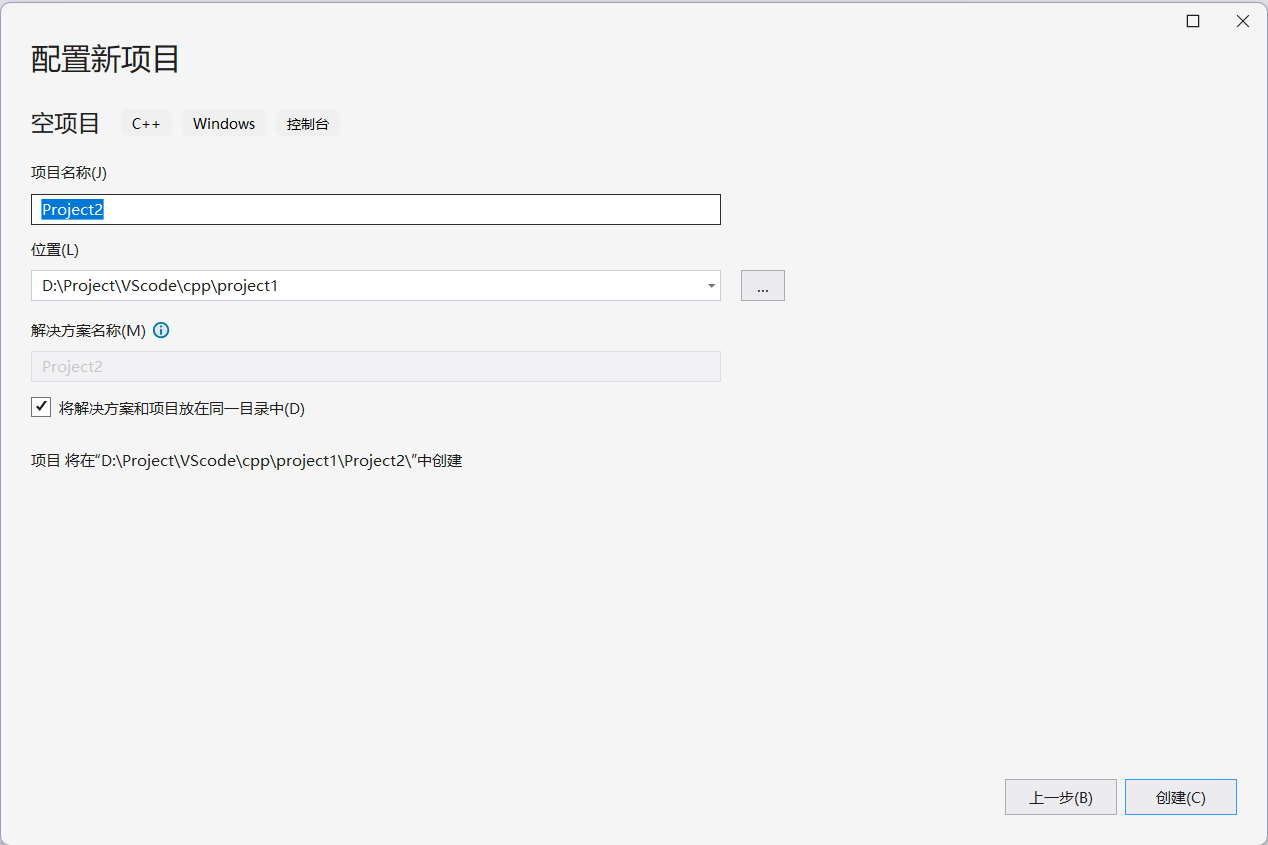 配置新项目
空项目 C++ Windows 控制台
项目名称(J)
Project2
位置(L)
D:\Project\VScode\cpp\project1
...
解决方案名称(M)
Project2
将解决方案和项目放在同一目录中(D)
项目 将在“D:\Project\VScode\cpp\project1\Project2\”中创建
上一步(B) 创建(C)